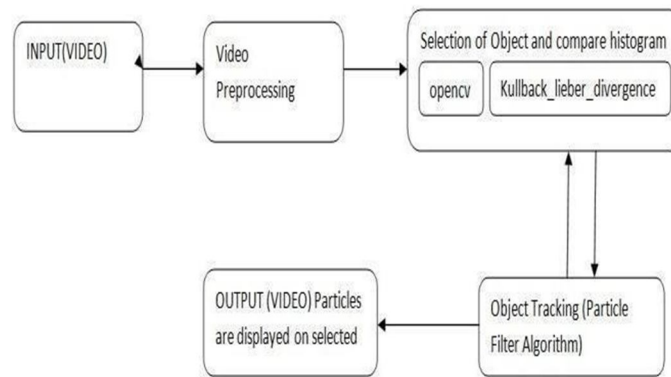 INPUT(VIDEO)
Video
Preprocessing
Selection of Object and compare histogram
opencv
Kullback_lieber_divergence
Object Tracking (Particle
Filter Algorithm)
OUTPUT (VIDEO) Particles
are displayed on selected